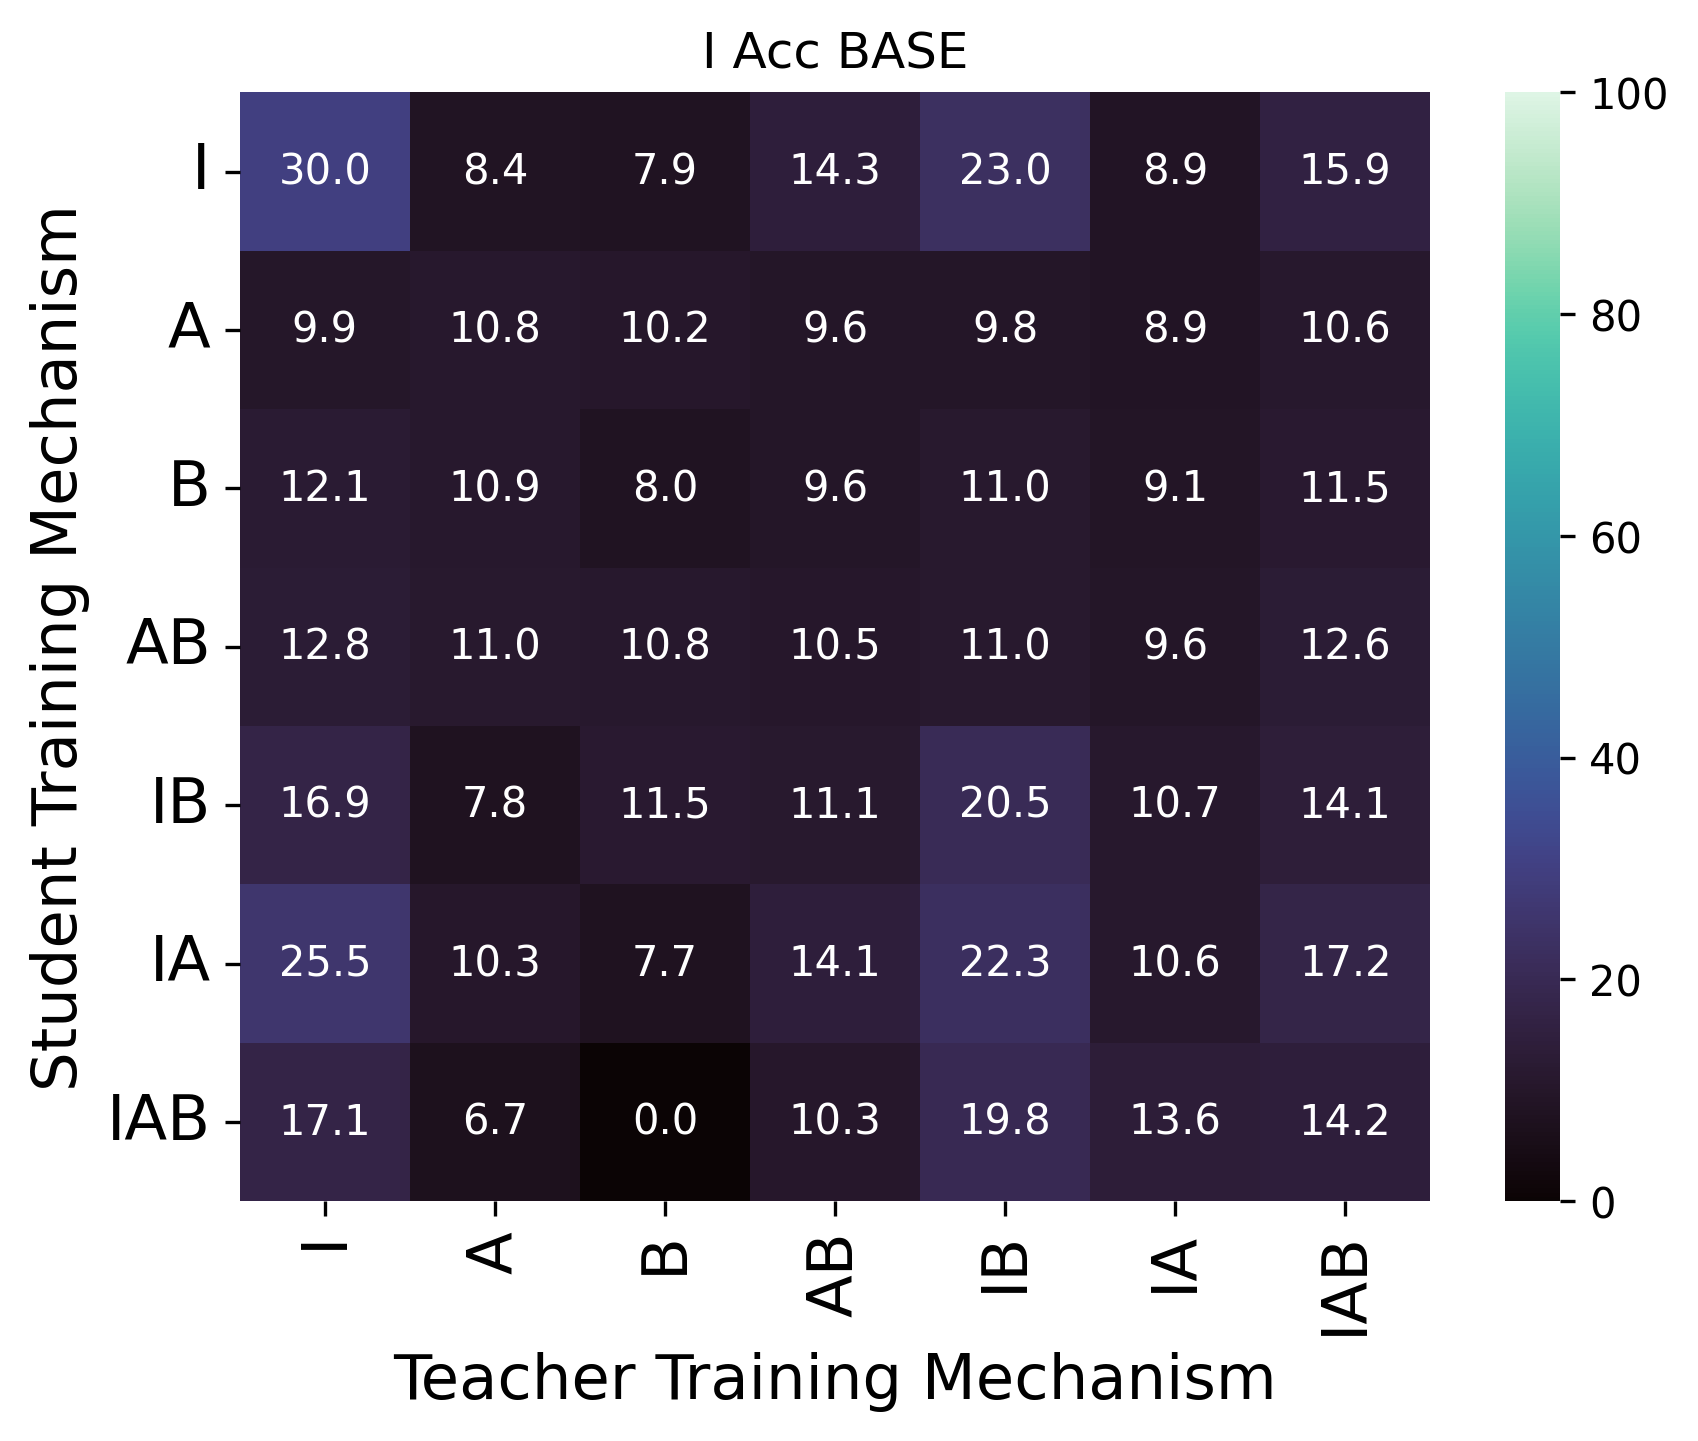 I Acc BASE
Student Training Mechanism
I 30.0 8.4 7.9 14.3 23.0 8.9 15.9
A 9.9 10.8 10.2 9.6 9.8 8.9 10.6
B 12.1 10.9 8.0 9.6 11.0 9.1 11.5
AB 12.8 11.0 10.8 10.5 11.0 9.6 12.6
IB 16.9 7.8 11.5 11.1 20.5 10.7 14.1
IA 25.5 10.3 7.7 14.1 22.3 10.6 17.2
IAB 17.1 6.7 0.0 10.3 19.8 13.6 14.2
I A B AB IB IA IAB
Teacher Training Mechanism
100
80
60
40
20
0